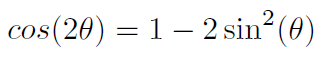 cos(2θ) = 1 − 2 sin²(θ)